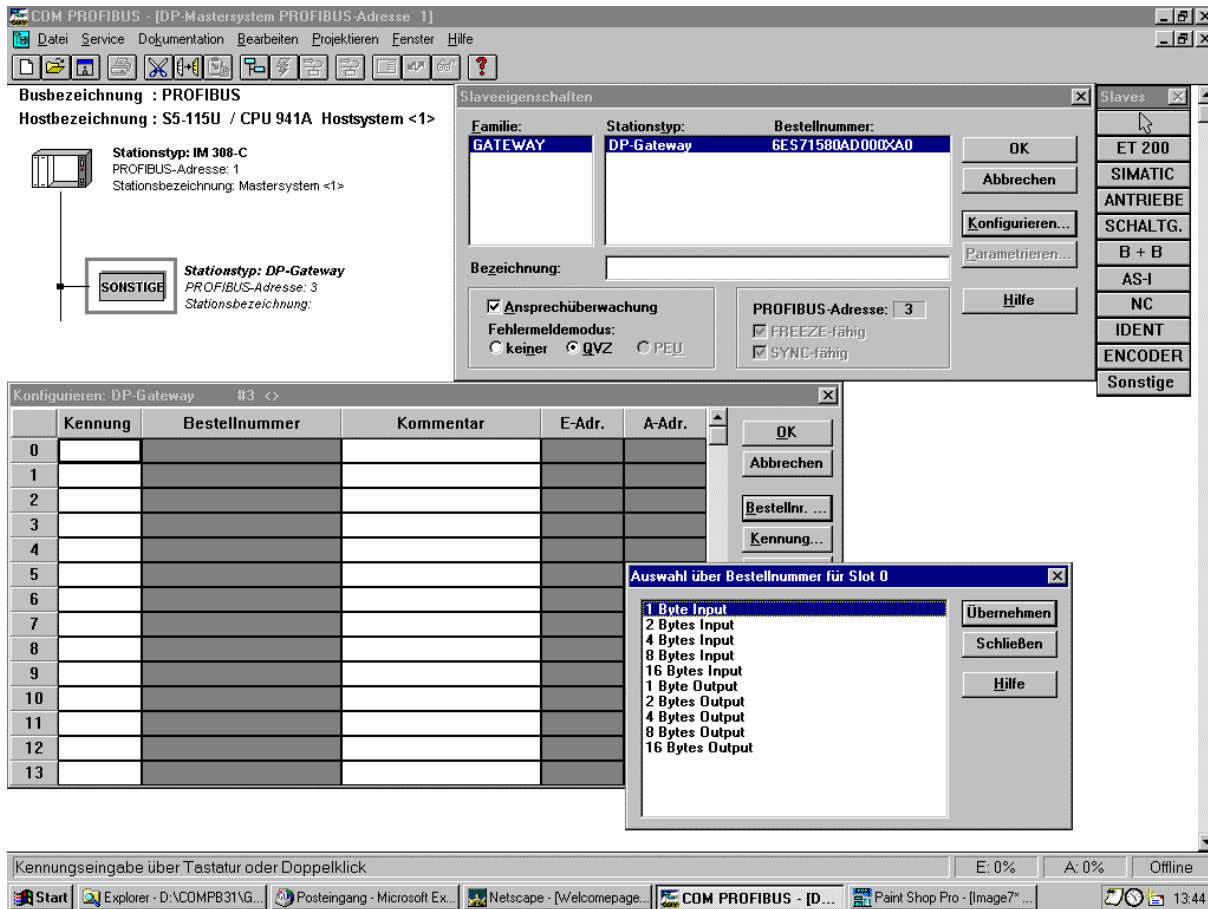 COM PROFIBUS - [DP-Mastersystem PROFIBUS-Adresse 1]
Datei Service Dokumentation Bearbeiten Projektieren Fenster Hilfe
Busbezeichnung : PROFIBUS
Hostbezeichnung : S5-115U / CPU 941A Hostsystem <1>
Stationstyp: IM 308-C
PROFIBUS-Adresse: 1
Stationsbezeichnung: Mastersystem <1>
SONSTIGE
Stationstyp: DP-Gateway
PROFIBUS-Adresse: 3
Stationsbezeichnung:
Slaveeigenschaften
Familie: Stationstyp: Bestellnummer:
GATEWAY DP-Gateway 6ES71580AD000XA0
OK
Abbrechen
Konfigurieren...
Parametrieren...
Hilfe
Bezeichnung:
Ansprechüberwachung
Fehlermeldemodus:
keiner QVZ PEU
PROFIBUS-Adresse: 3
FREEZE-fähig
SYNC-fähig
Slaves
ET 200
SIMATIC
ANTRIEBE
SCHALTG.
B + B
AS-I
NC
IDENT
ENCODER
Sonstige
Konfigurieren: DP-Gateway #3 <>
Kennung Bestellnummer Kommentar E-Adr. A-Adr.
0
1
2
3
4
5
6
7
8
9
10
11
12
13
OK
Abbrechen
Bestellnr. ...
Kennung...
Auswahl über Bestellnummer für Slot 0
1 Byte Input
2 Bytes Input
4 Bytes Input
8 Bytes Input
16 Bytes Input
1 Byte Output
2 Bytes Output
4 Bytes Output
8 Bytes Output
16 Bytes Output
Übernehmen
Schließen
Hilfe
Kennungseingabe über Tastatur oder Doppelklick E: 0% A: 0% Offline
Start Explorer - D:\COMPB31\G... Posteingang - Microsoft Ex... Netscape - [Welcomepage... COM PROFIBUS - [D... Paint Shop Pro - [Image7* ... 13:44